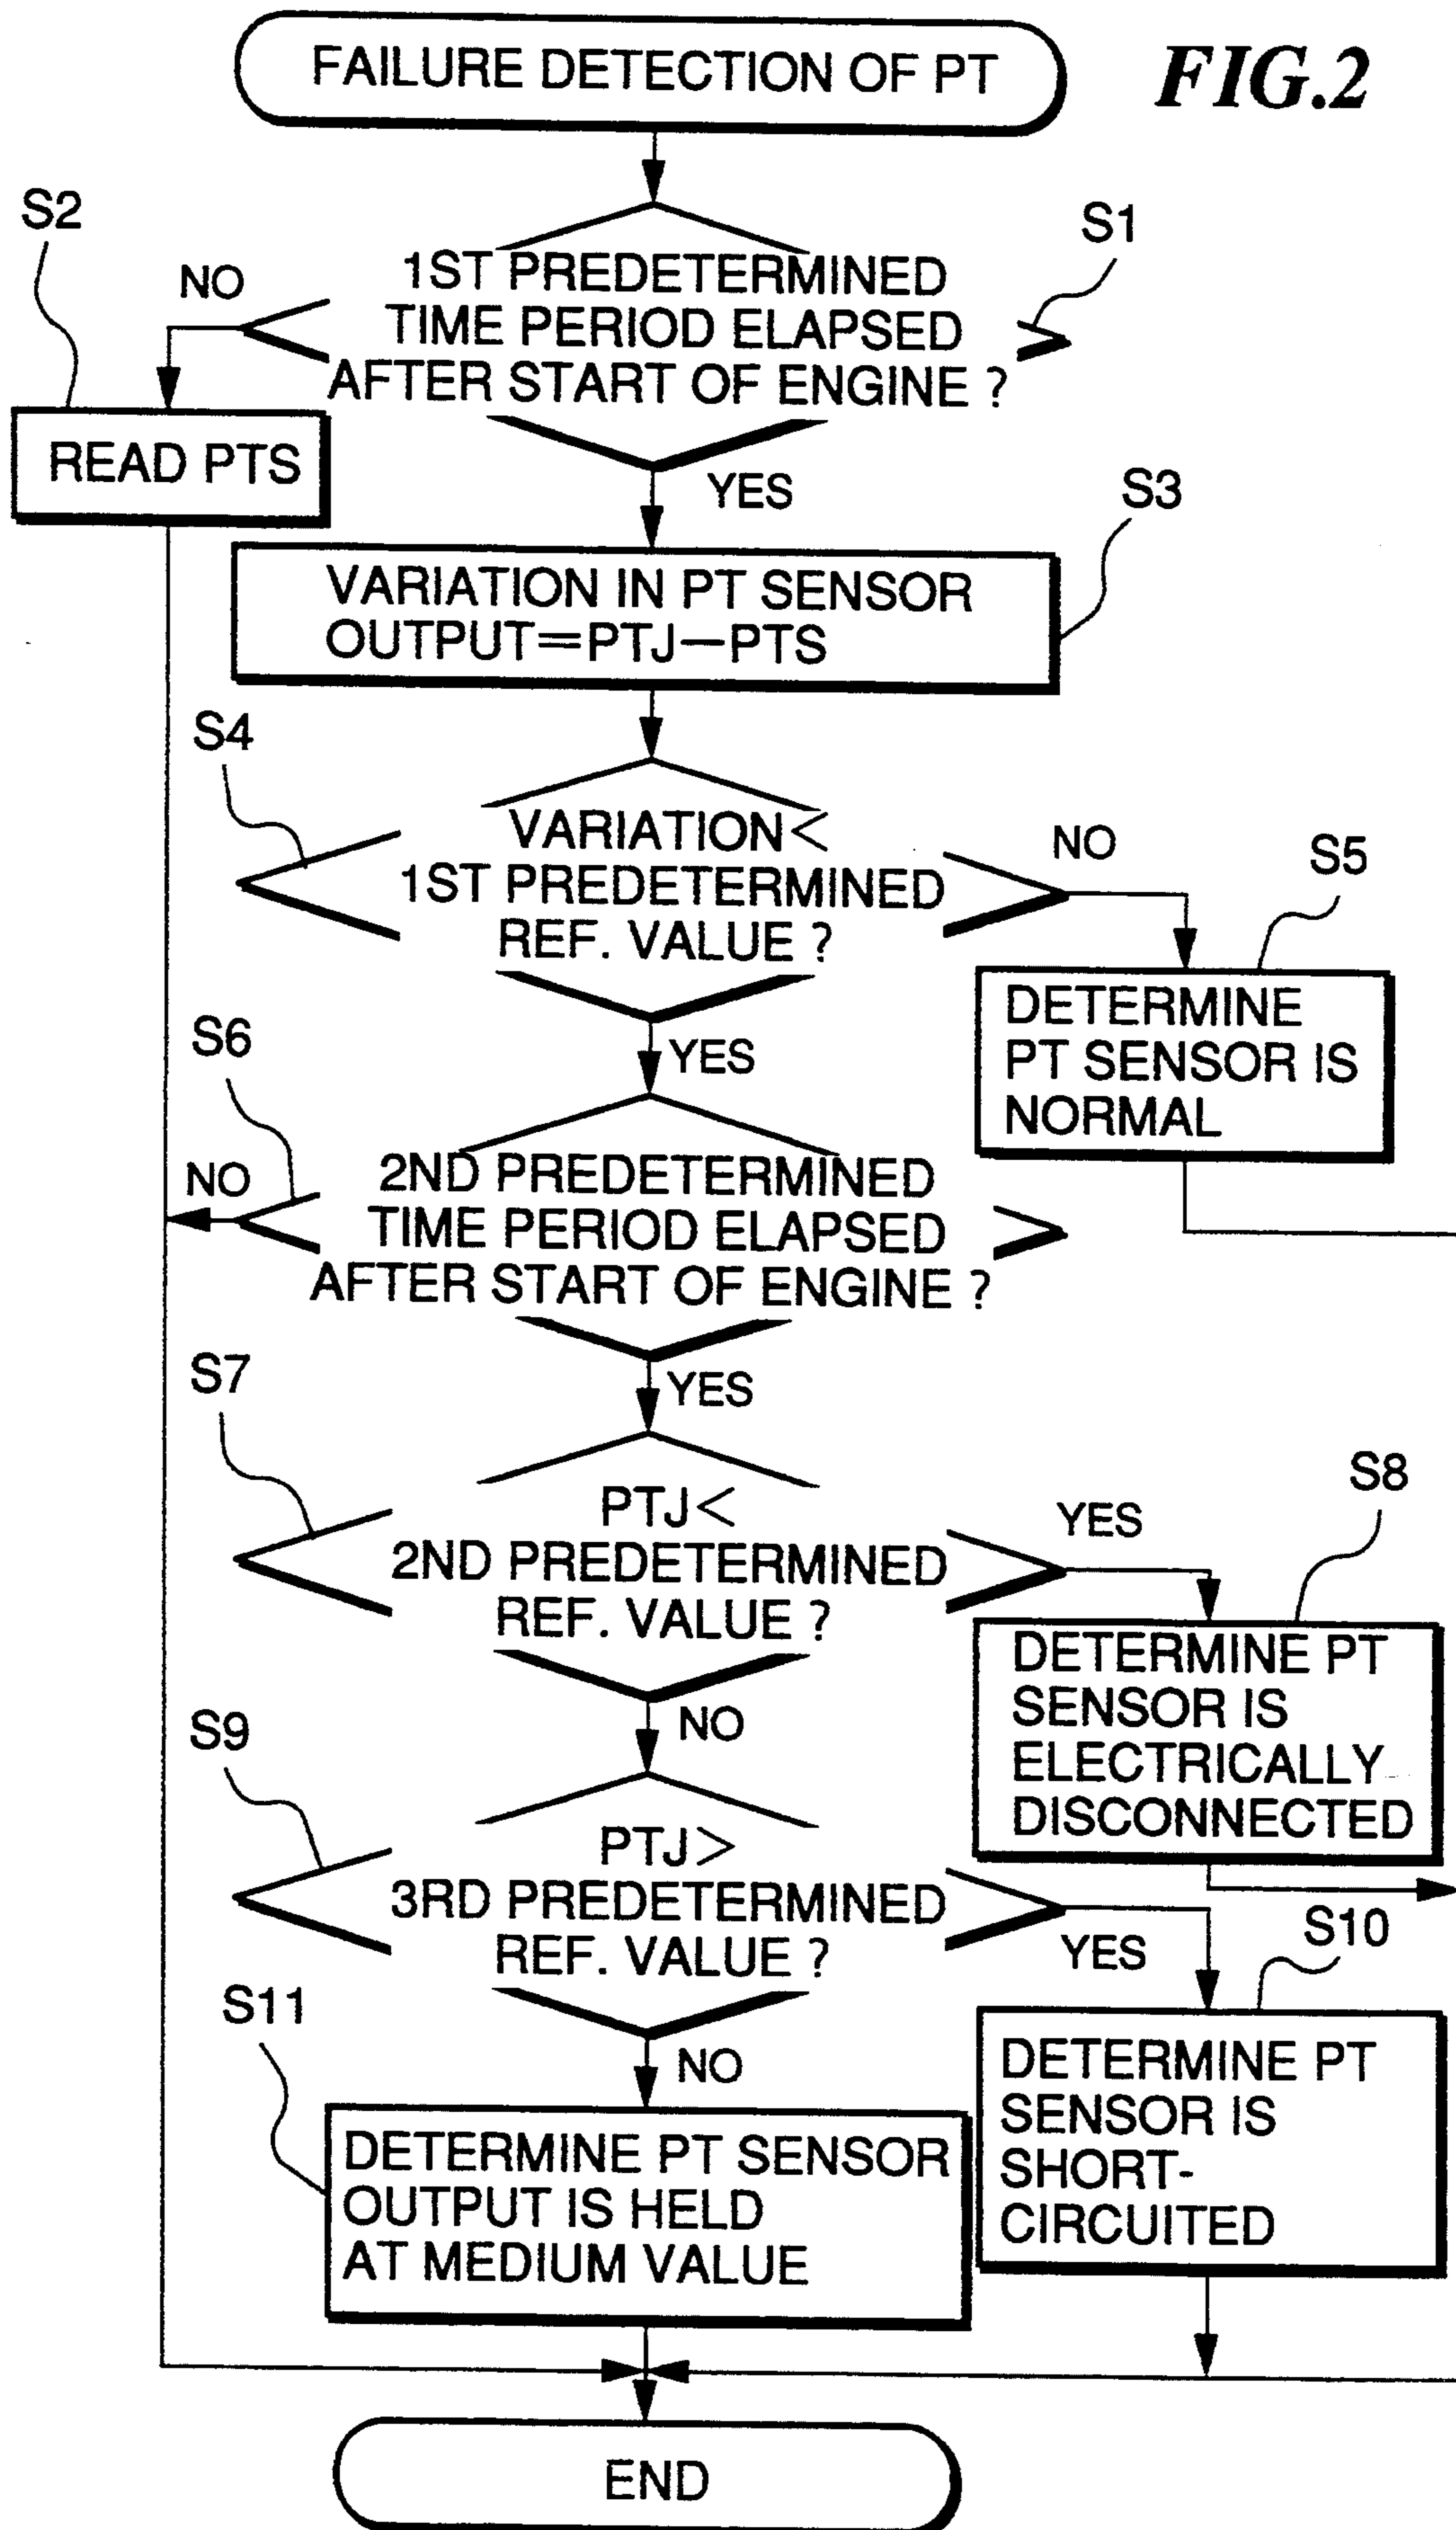 FAILURE DETECTION OF PT
FIG.2
S1
1ST PREDETERMINED
TIME PERIOD ELAPSED
AFTER START OF ENGINE ?
NO
S2
READ PTS
YES
S3
VARIATION IN PT SENSOR
OUTPUT=PTJ−PTS
S4
VARIATION<
1ST PREDETERMINED
REF. VALUE ?
NO
S5
DETERMINE
PT SENSOR IS
NORMAL
YES
S6
2ND PREDETERMINED
TIME PERIOD ELAPSED
AFTER START OF ENGINE ?
NO
YES
S7
PTJ<
2ND PREDETERMINED
REF. VALUE ?
YES
S8
DETERMINE PT
SENSOR IS
ELECTRICALLY
DISCONNECTED
NO
S9
PTJ>
3RD PREDETERMINED
REF. VALUE ?
YES
S10
DETERMINE PT
SENSOR IS
SHORT-
CIRCUITED
NO
S11
DETERMINE PT SENSOR
OUTPUT IS HELD
AT MEDIUM VALUE
END